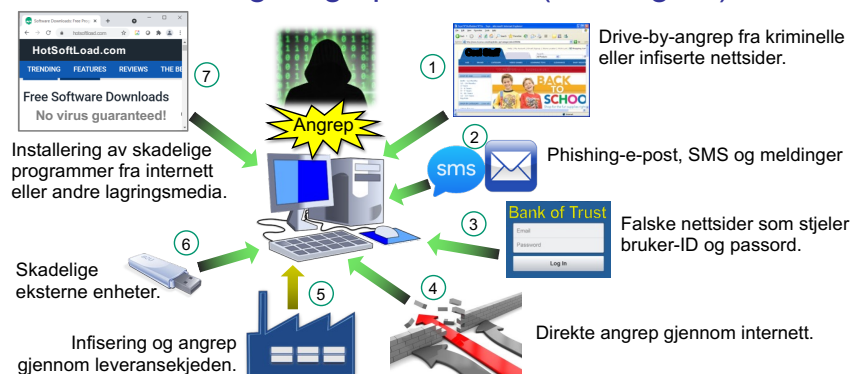 Software Downloads Free Prog
hotsoftload.com
HotSoftLoad.com
TRENDING FEATURES REVIEWS THE BE
Free Software Downloads
No virus guaranteed!
7
Installering av skadelige
programmer fra internett
eller andre lagringsmedia.
Angrep
1
BACK
TO
SCHOO
Drive-by-angrep fra kriminelle
eller infiserte nettsider.
2
sms
Phishing-e-post, SMS og meldinger
3
Bank of Trust
Email
Password
Log In
Falske nettsider som stjeler
bruker-ID og passord.
6
Skadelige
eksterne enheter.
5
Infisering og angrep
gjennom leveransekjeden.
4
Direkte angrep gjennom internett.